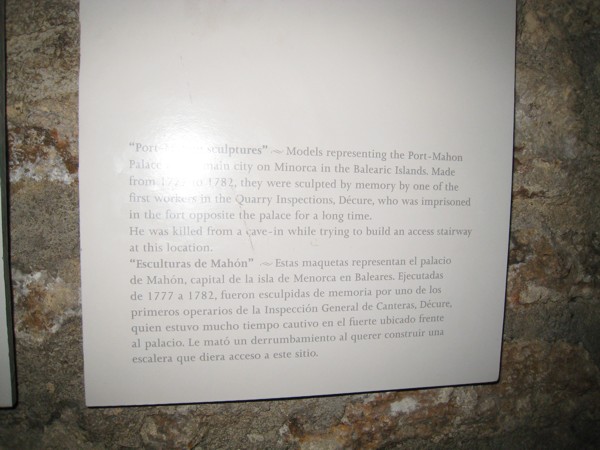 "Port- sculptures" ~ Models representing the Port-Mahon
Palace main city on Minorca in the Balearic Islands. Made
from 1777 to 1782, they were sculpted by memory by one of the
first workers in the Quarry Inspections, Décure, who was imprisoned
in the fort opposite the palace for a long time.
He was killed from a cave-in while trying to build an access stairway
at this location.
"Esculturas de Mahón" ~ Estas maquetas representan el palacio
de Mahón, capital de la isla de Menorca en Baleares. Ejecutadas
de 1777 a 1782, fueron esculpidas de memoria por uno de los
primeros operarios de la Inspección General de Canteras, Décure,
quien estuvo mucho tiempo cautivo en el fuerte ubicado frente
al palacio. Le mató un derrumbamiento al querer construir una
escalera que diera acceso a este sitio.